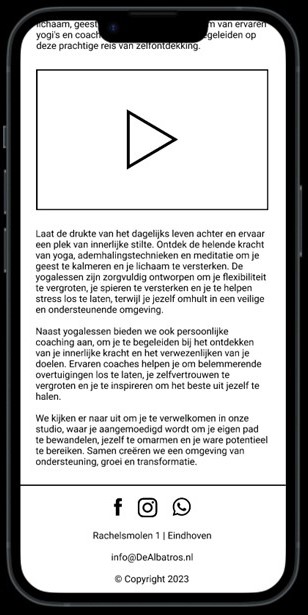 lichaam, geest
van ervaren
yogi's en coach
egeleiden op
deze prachtige reis van zelfontdekking.
Laat de drukte van het dagelijks leven achter en ervaar
een plek van innerlijke stilte. Ontdek de helende kracht
van yoga, ademhalingstechnieken en meditatie om je
geest te kalmeren en je lichaam te versterken. De
yogalessen zijn zorgvuldig ontworpen om je flexibiliteit
te vergroten, je spieren te versterken en je te helpen
stress los te laten, terwijl je jezelf omhult in een veilige
en ondersteunende omgeving.
Naast yogalessen bieden we ook persoonlijke
coaching aan, om je te begeleiden bij het ontdekken
van je innerlijke kracht en het verwezenlijken van je
doelen. Ervaren coaches helpen je om belemmerende
overtuigingen los te laten, je zelfvertrouwen te
vergroten en je te inspireren om het beste uit jezelf te
halen.
We kijken er naar uit om je te verwelkomen in onze
studio, waar je aangemoedigd wordt om je eigen pad
te bewandelen, jezelf te omarmen en je ware potentieel
te bereiken. Samen creëren we een omgeving van
ondersteuning, groei en transformatie.
Rachelsmolen 1 | Eindhoven
info@DeAlbatros.nl
© Copyright 2023